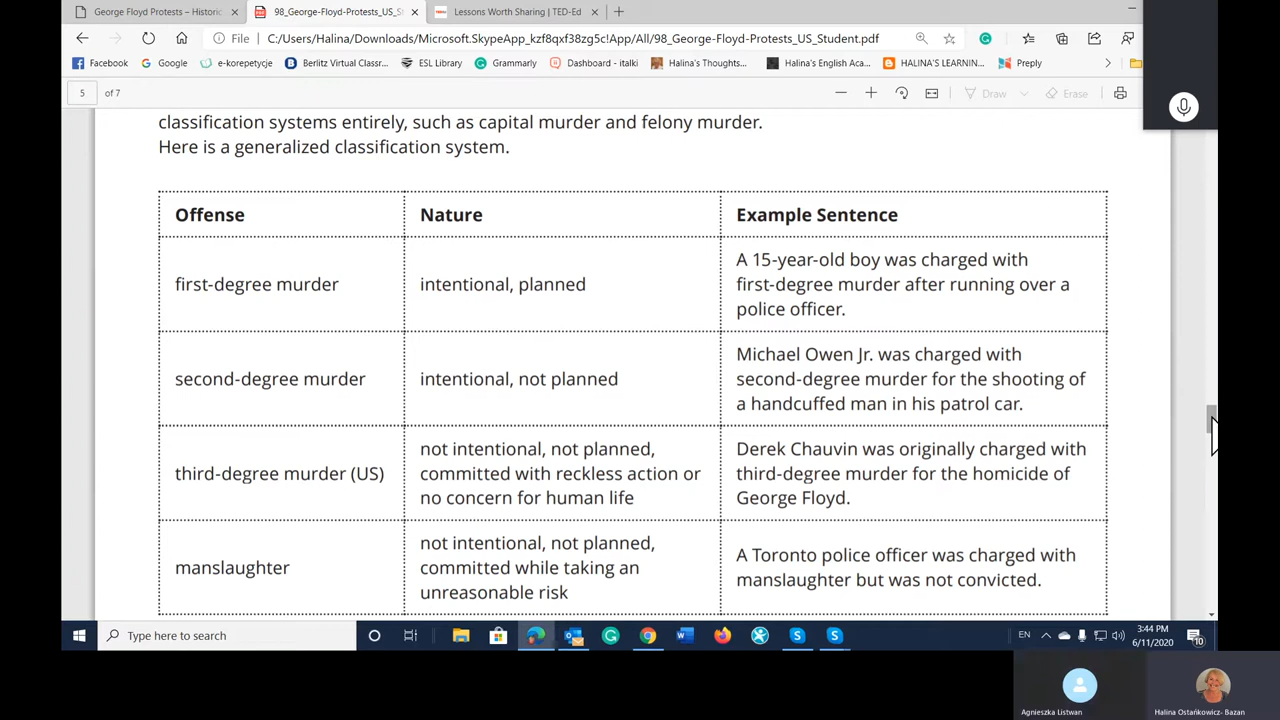 George Floyd Protests – Historic
98_George-Floyd-Protests_US_S
Lessons Worth Sharing | TED-Ed
File
C:/Users/Halina/Downloads/Microsoft.SkypeApp_kzf8qxf38zg5c!App/All/98_George-Floyd-Protests_US_Student.pdf
Facebook
Google
e-korepetycje
Berlitz Virtual Classr...
ESL Library
Grammarly
Dashboard - italki
Halina's Thoughts...
Halina's English Aca...
HALINA'S LEARNIN...
Preply
5 of 7
Draw
Erase
classification systems entirely, such as capital murder and felony murder.
Here is a generalized classification system.
Offense
Nature
Example Sentence
first-degree murder
intentional, planned
A 15-year-old boy was charged with
first-degree murder after running over a
police officer.
second-degree murder
intentional, not planned
Michael Owen Jr. was charged with
second-degree murder for the shooting of
a handcuffed man in his patrol car.
third-degree murder (US)
not intentional, not planned,
committed with reckless action or
no concern for human life
Derek Chauvin was originally charged with
third-degree murder for the homicide of
George Floyd.
manslaughter
not intentional, not planned,
committed while taking an
unreasonable risk
A Toronto police officer was charged with
manslaughter but was not convicted.
Type here to search
EN
3:44 PM
6/11/2020
10
Agnieszka Listwan
Halina Ostańkowicz- Bazan